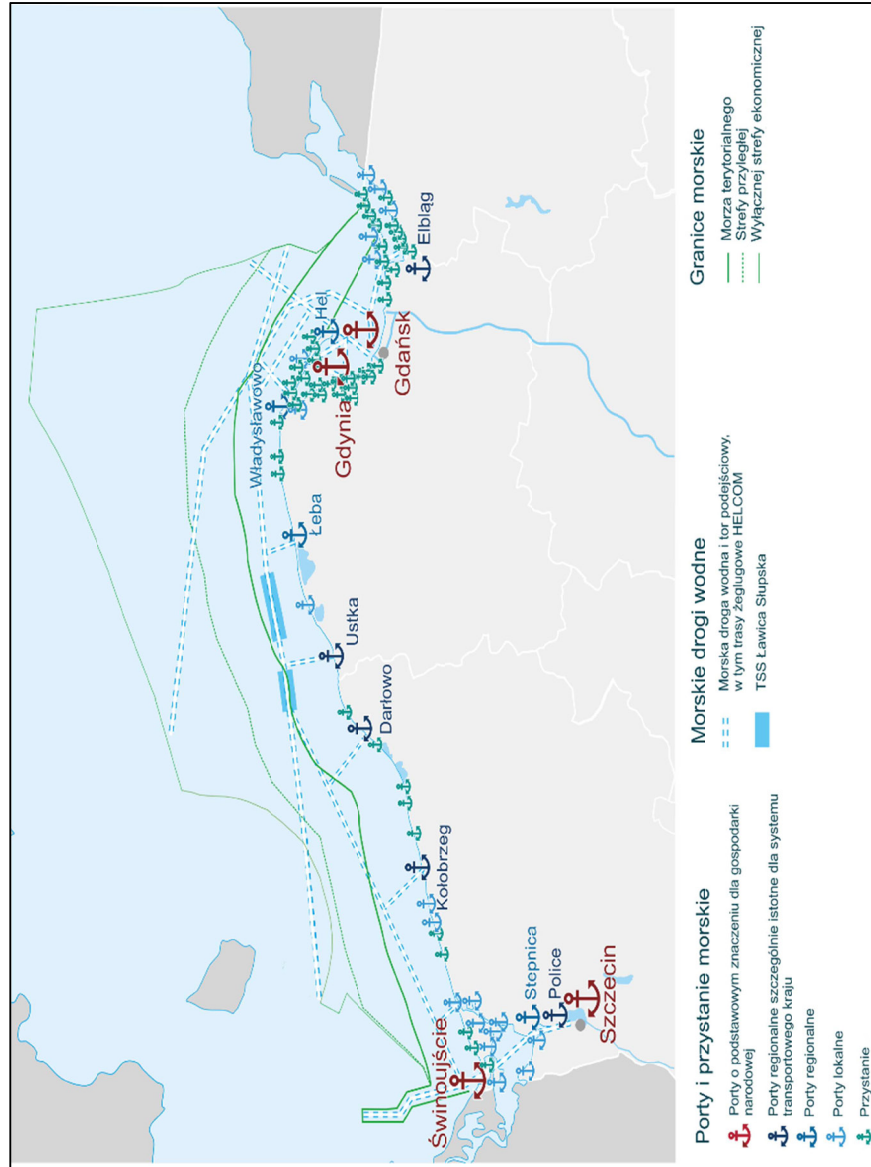 Świnoujście
Szczecin
Police
Stepnica
Kołobrzeg
Darłowo
Ustka
Łeba
Władysławowo
Hel
Gdynia
Gdańsk
Elbląg
Porty i przystanie morskie
Porty o podstawowym znaczeniu dla gospodarki
narodowej
Porty regionalne szczególnie istotne dla systemu
transportowego kraju
Porty regionalne
Porty lokalne
Przystanie
Morskie drogi wodne
Morska droga wodna i tor podejściowy,
w tym trasy żeglugowe HELCOM
TSS Ławica Słupska
Granice morskie
Morza terytorialnego
Strefy przyległej
Wyłącznej strefy ekonomicznej